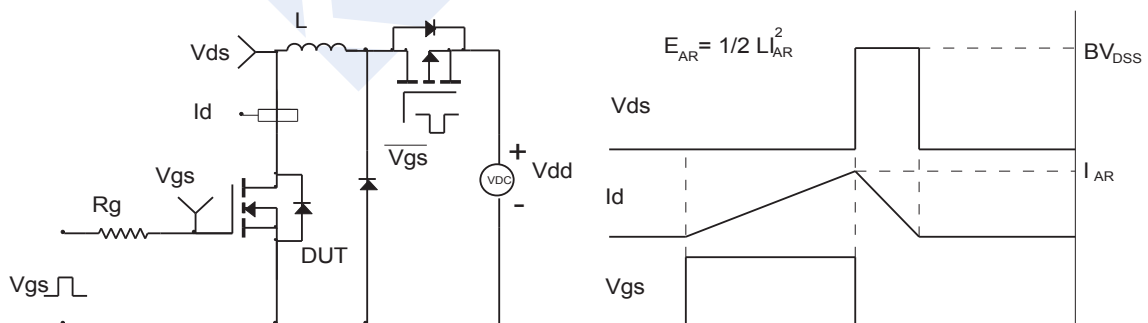 L
Vds
Id
Vgs
Rg
DUT
Vgs
Vgs
+
VDC
Vdd
-
E_AR = 1/2 LI_AR^2
Vds
BV_DSS
Id
I_AR
Vgs